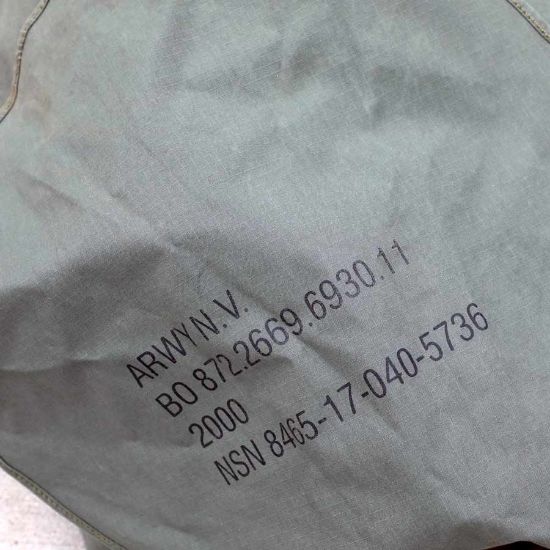 ARWY N.V.
BO 872.2669.6930.11
2000
NSN 8465-17-040-5736